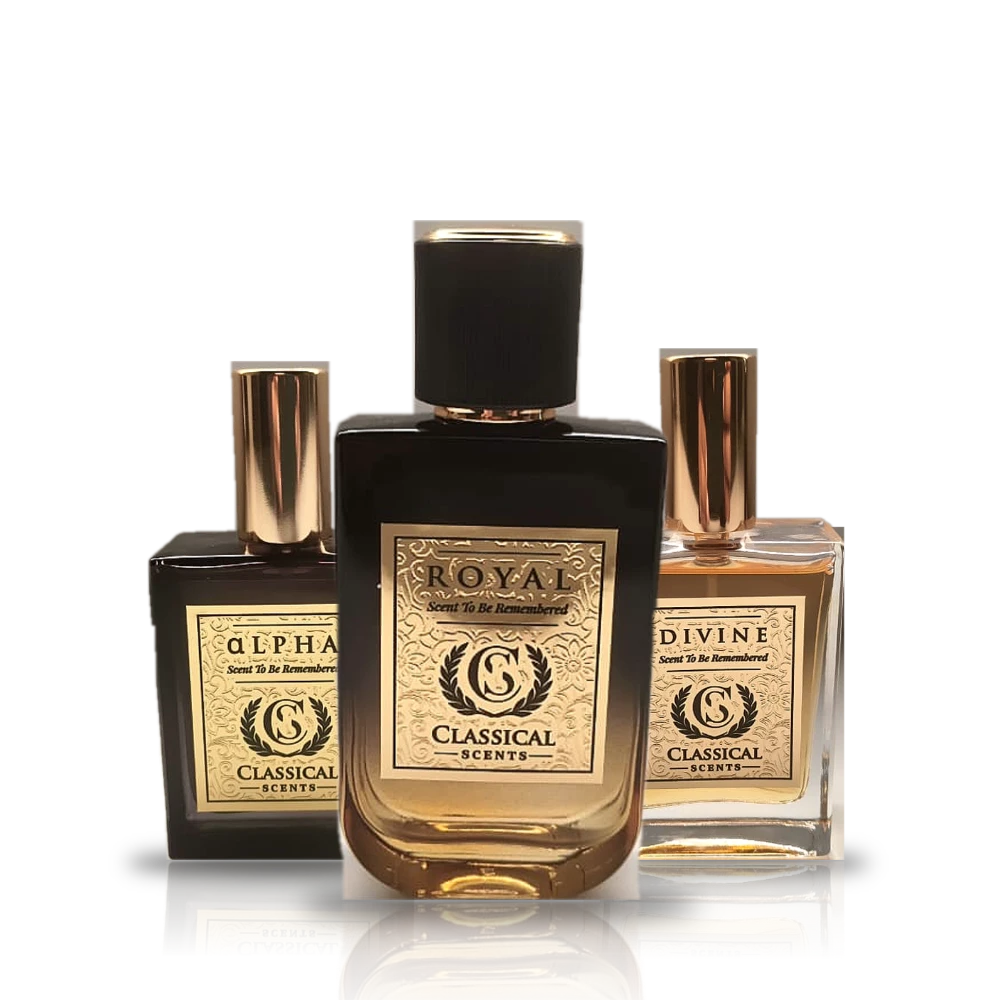 αLPHA
Scent To Be Remembered
CS
CLASSICAL
SCENTS
ROYAL
Scent To Be Remembered
CS
CLASSICAL
SCENTS
DIVINE
Scent To Be Remembered
CS
CLASSICAL
SCENTS